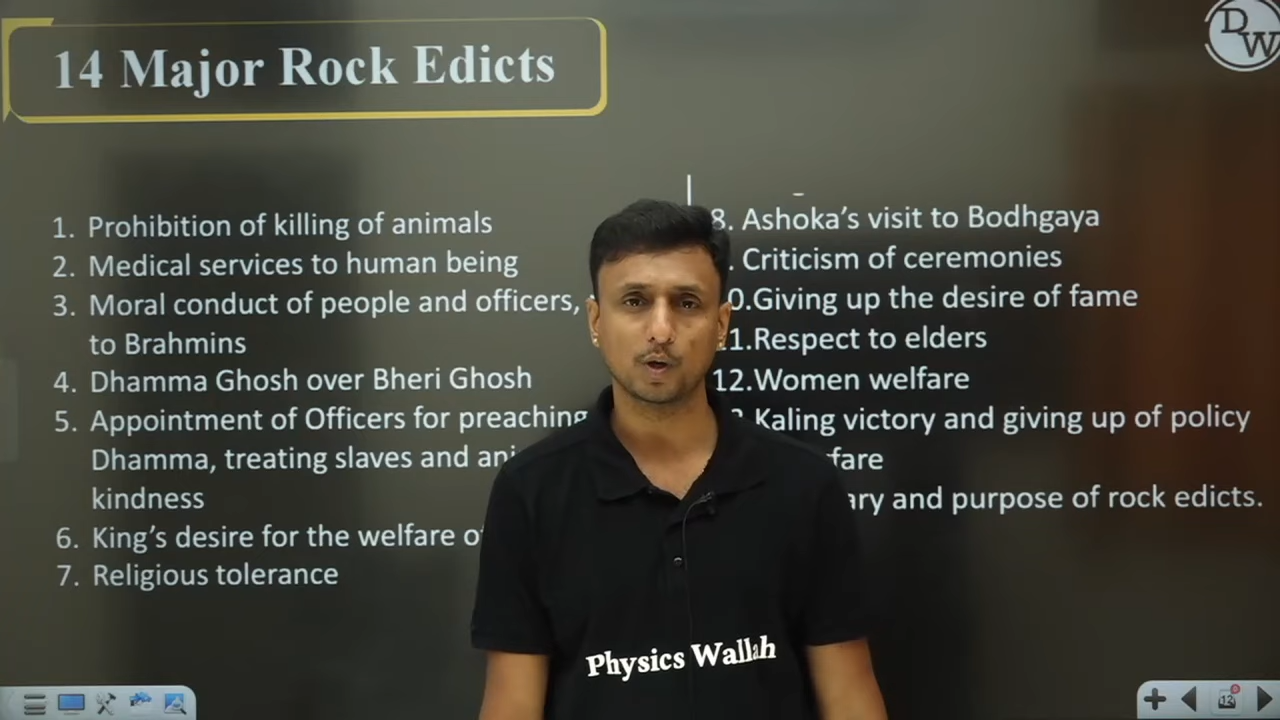 14 Major Rock Edicts
PW
1. Prohibition of killing of animals
2. Medical services to human being
3. Moral conduct of people and officers,
to Brahmins
4. Dhamma Ghosh over Bheri Ghosh
5. Appointment of Officers for preaching
Dhamma, treating slaves and
kindness
6. King's desire for the welfare
7. Religious tolerance
8. Ashoka's visit to Bodhgaya
. Criticism of ceremonies
0.Giving up the desire of fame
1.Respect to elders
12.Women welfare
Kaling victory and giving up of policy
fare
ary and purpose of rock edicts.
Physics Wallah
12